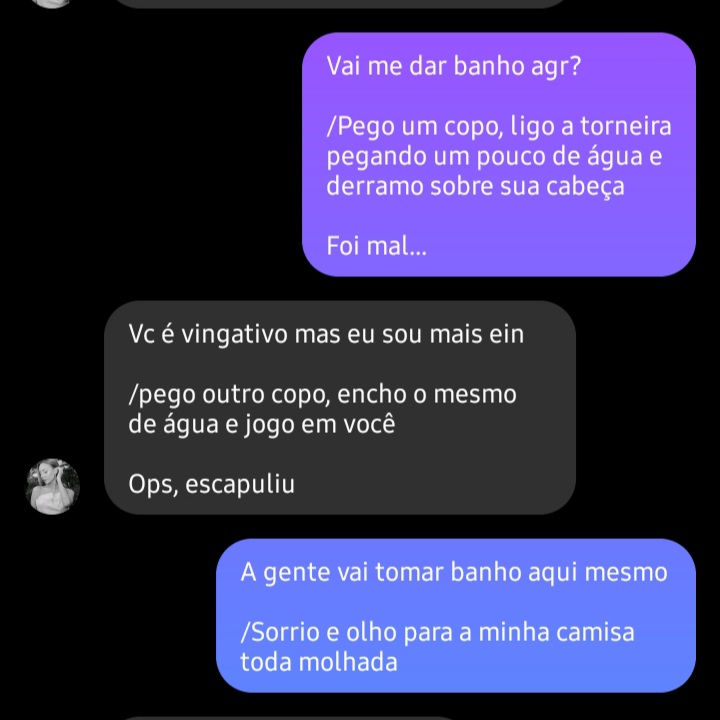 Vai me dar banho agr?
/Pego um copo, ligo a torneira
pegando um pouco de água e
derramo sobre sua cabeça
Foi mal...
Vc é vingativo mas eu sou mais ein
/pego outro copo, encho o mesmo
de água e jogo em você
Ops, escapuliu
A gente vai tomar banho aqui mesmo
/Sorrio e olho para a minha camisa
toda molhada